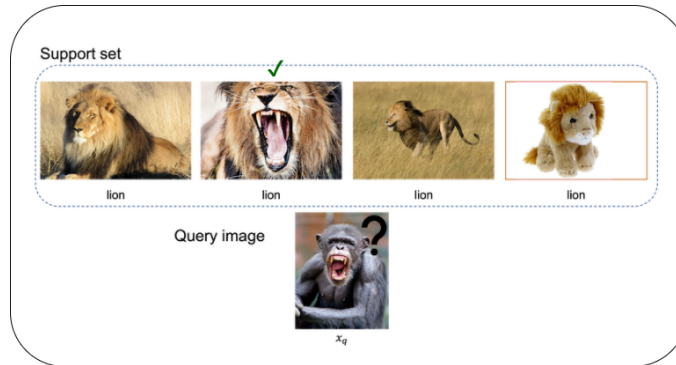 Support set
✓
lion lion lion lion
Query image
?
x_q